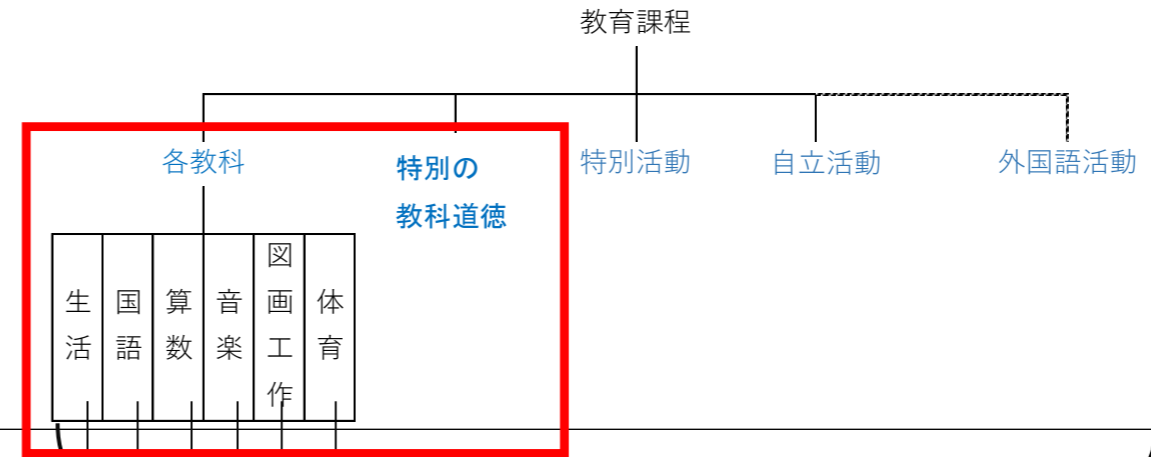 教育課程
各教科
特別の
教科道徳
特別活動
自立活動
外国語活動
生活
国語
算数
音楽
図画工作
体育